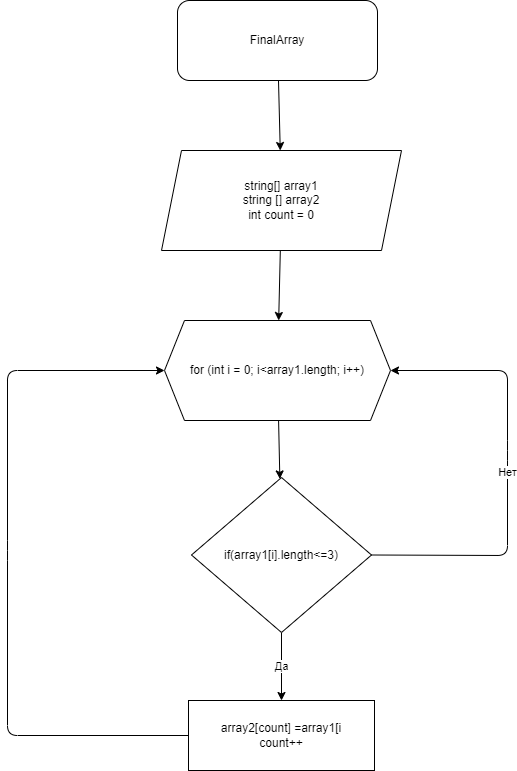 FinalArray
string[] array1
string [] array2
int count = 0
for (int i = 0; i<array1.length; i++)
Нет
if(array1[i].length<=3)
Да
array2[count] =array1[i
count++